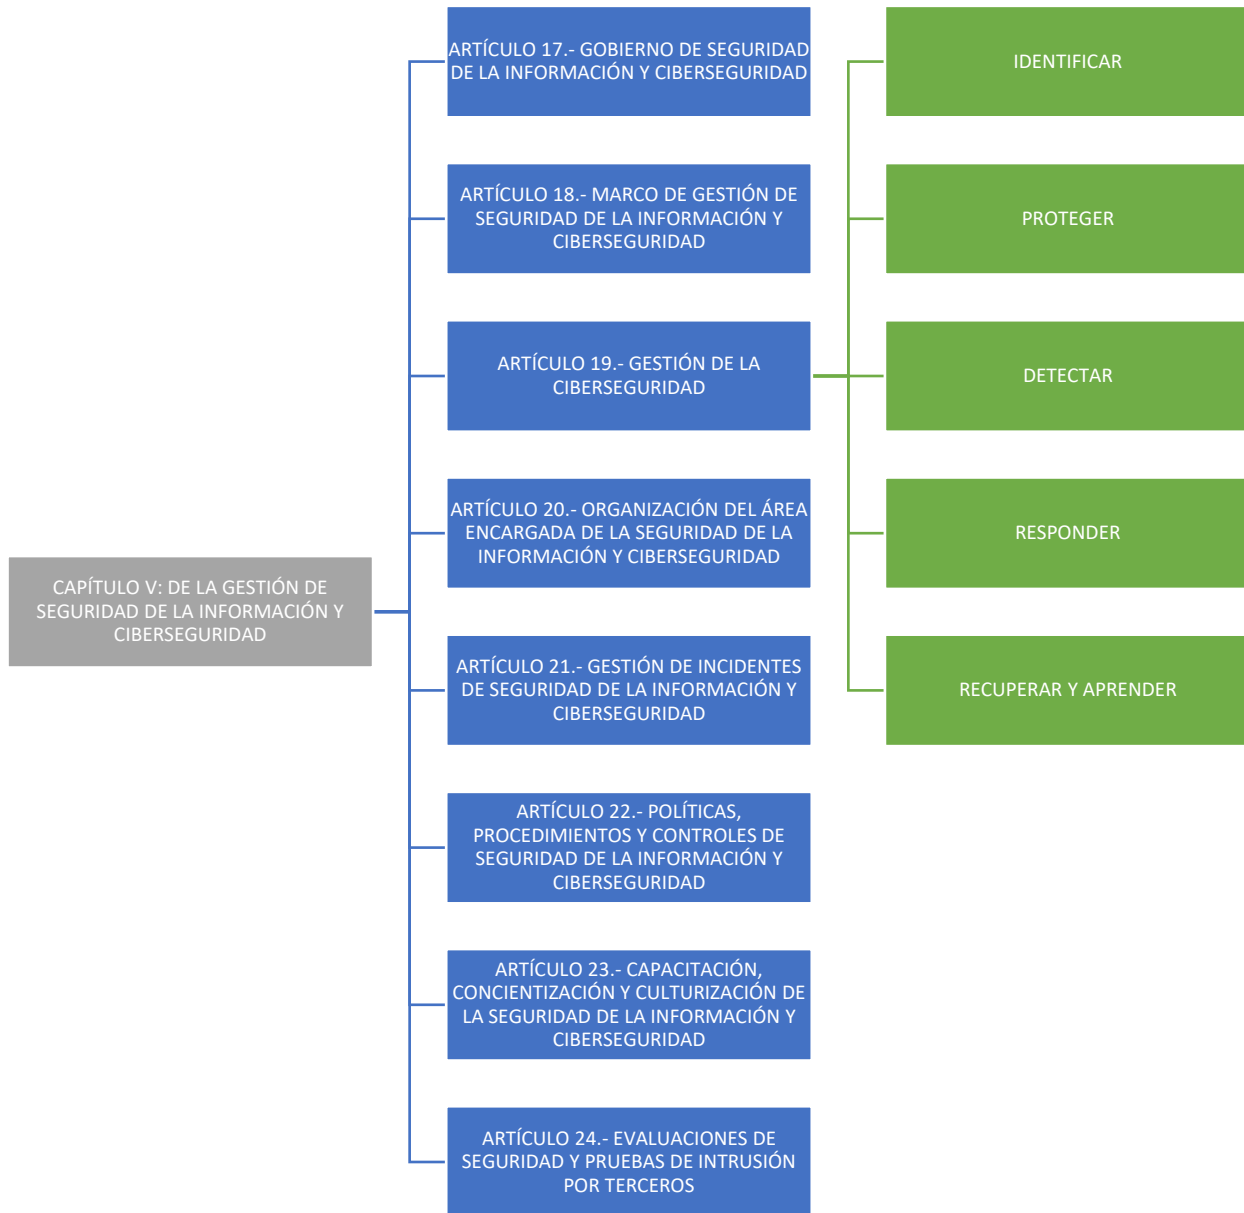 CAPÍTULO V: DE LA GESTIÓN DE
SEGURIDAD DE LA INFORMACIÓN Y
CIBERSEGURIDAD
ARTÍCULO 17.- GOBIERNO DE SEGURIDAD
DE LA INFORMACIÓN Y CIBERSEGURIDAD
ARTÍCULO 18.- MARCO DE GESTIÓN DE
SEGURIDAD DE LA INFORMACIÓN Y
CIBERSEGURIDAD
ARTÍCULO 19.- GESTIÓN DE LA
CIBERSEGURIDAD
IDENTIFICAR
PROTEGER
DETECTAR
RESPONDER
RECUPERAR Y APRENDER
ARTÍCULO 20.- ORGANIZACIÓN DEL ÁREA
ENCARGADA DE LA SEGURIDAD DE LA
INFORMACIÓN Y CIBERSEGURIDAD
ARTÍCULO 21.- GESTIÓN DE INCIDENTES
DE SEGURIDAD DE LA INFORMACIÓN Y
CIBERSEGURIDAD
ARTÍCULO 22.- POLÍTICAS,
PROCEDIMIENTOS Y CONTROLES DE
SEGURIDAD DE LA INFORMACIÓN Y
CIBERSEGURIDAD
ARTÍCULO 23.- CAPACITACIÓN,
CONCIENTIZACIÓN Y CULTURIZACIÓN DE
LA SEGURIDAD DE LA INFORMACIÓN Y
CIBERSEGURIDAD
ARTÍCULO 24.- EVALUACIONES DE
SEGURIDAD Y PRUEBAS DE INTRUSIÓN
POR TERCEROS